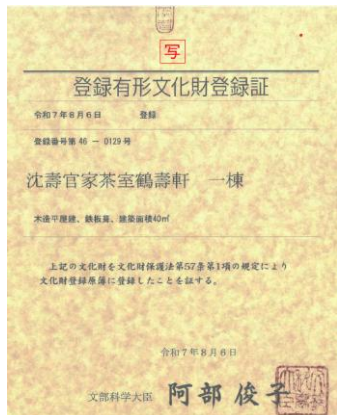 写
登録有形文化財登録証
令和7年8月6日 登録
登録番号第46 － 0129号
沈壽官家茶室鶴壽軒 一棟
木造平屋建、鉄板葺、建築面積40㎡
上記の文化財を文化財保護法第57条第1項の規定により
文化財登録原簿に登録したことを証する。
令和7年8月6日
文部科学大臣 阿部 俊子